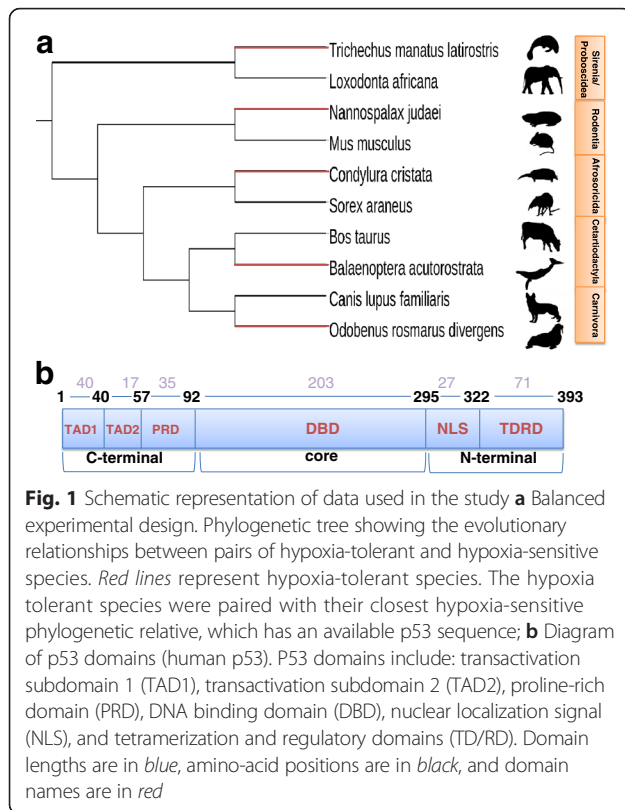 a
Trichechus manatus latirostris
Loxodonta africana
Sirenia/
Proboscidea
Nannospalax judaei
Mus musculus
Rodentia
Condylura cristata
Sorex araneus
Afrosoricida
Bos taurus
Balaenoptera acutorostrata
Cetartiodactyla
Canis lupus familiaris
Odobenus rosmarus divergens
Carnivora
b
40 17 35 203 27 71
1 40 57 92 295 322 393
TAD1 TAD2 PRD DBD NLS TDRD
C-terminal core N-terminal
Fig. 1 Schematic representation of data used in the study a Balanced
experimental design. Phylogenetic tree showing the evolutionary
relationships between pairs of hypoxia-tolerant and hypoxia-sensitive
species. Red lines represent hypoxia-tolerant species. The hypoxia
tolerant species were paired with their closest hypoxia-sensitive
phylogenetic relative, which has an available p53 sequence; b Diagram
of p53 domains (human p53). P53 domains include: transactivation
subdomain 1 (TAD1), transactivation subdomain 2 (TAD2), proline-rich
domain (PRD), DNA binding domain (DBD), nuclear localization signal
(NLS), and tetramerization and regulatory domains (TD/RD). Domain
lengths are in blue, amino-acid positions are in black, and domain
names are in red